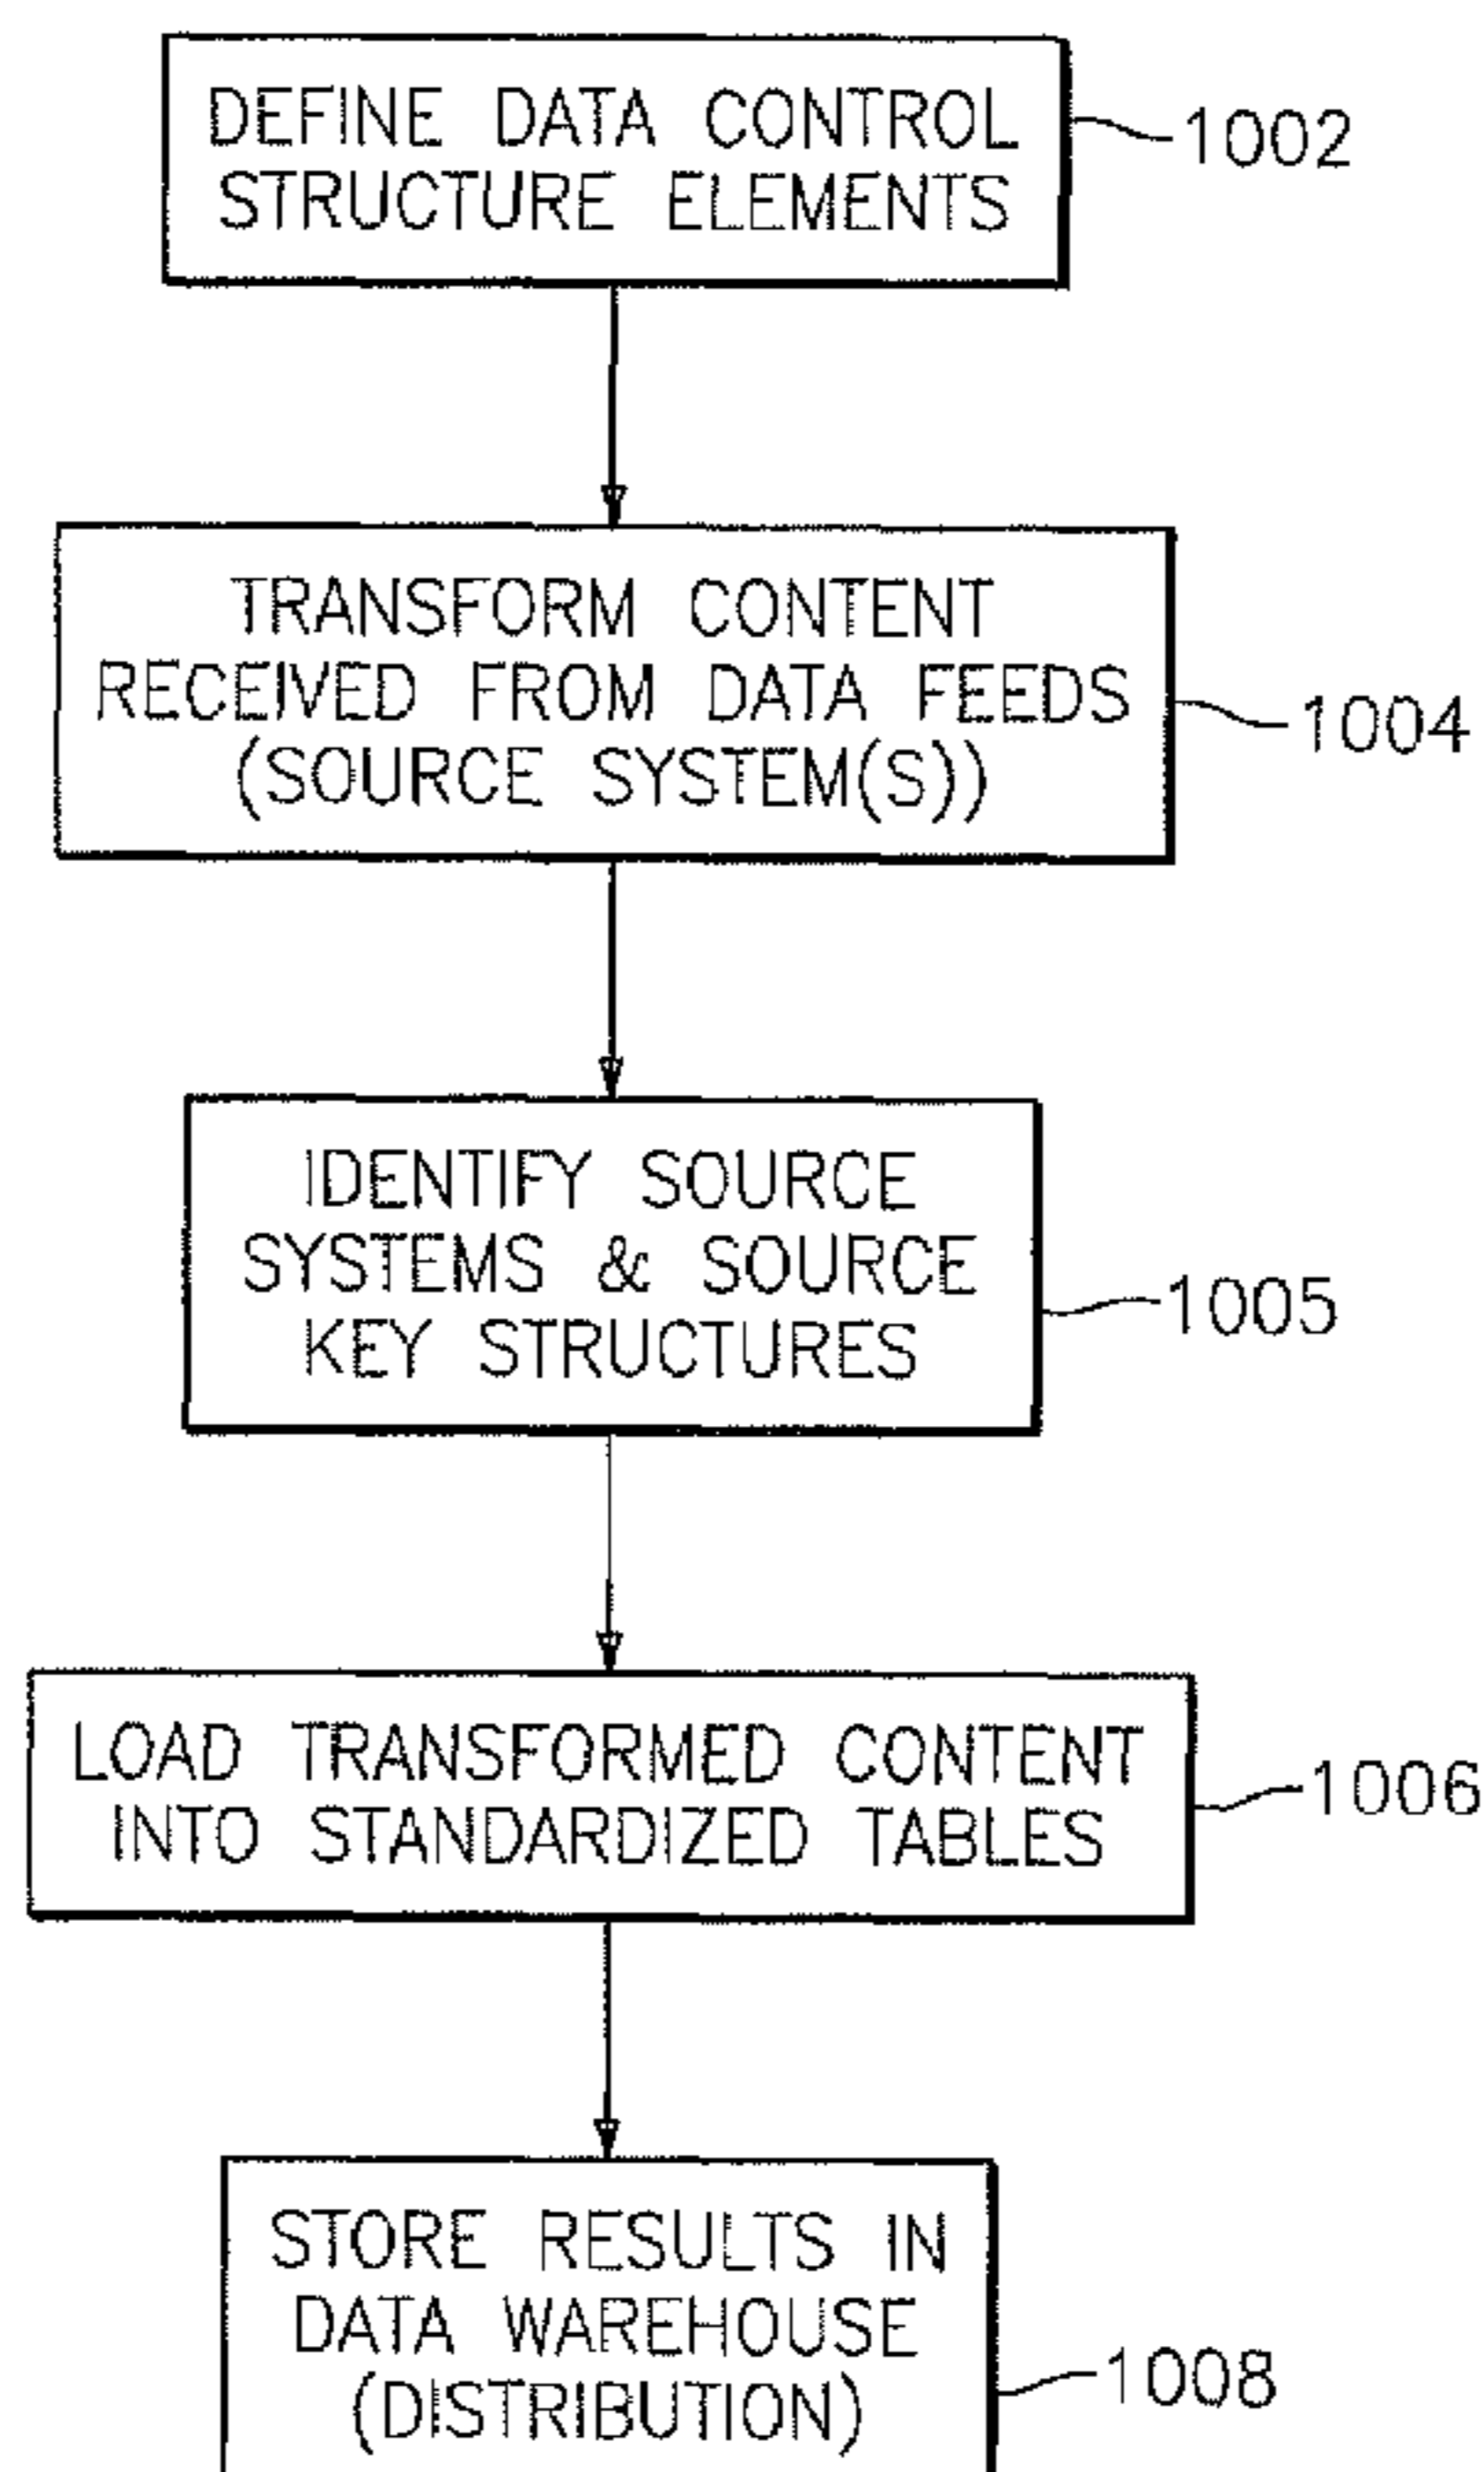 DEFINE DATA CONTROL
STRUCTURE ELEMENTS
1002
TRANSFORM CONTENT
RECEIVED FROM DATA FEEDS
(SOURCE SYSTEM(S))
1004
IDENTIFY SOURCE
SYSTEMS & SOURCE
KEY STRUCTURES
1005
LOAD TRANSFORMED CONTENT
INTO STANDARDIZED TABLES
1006
STORE RESULTS IN
DATA WAREHOUSE
(DISTRIBUTION)
1008